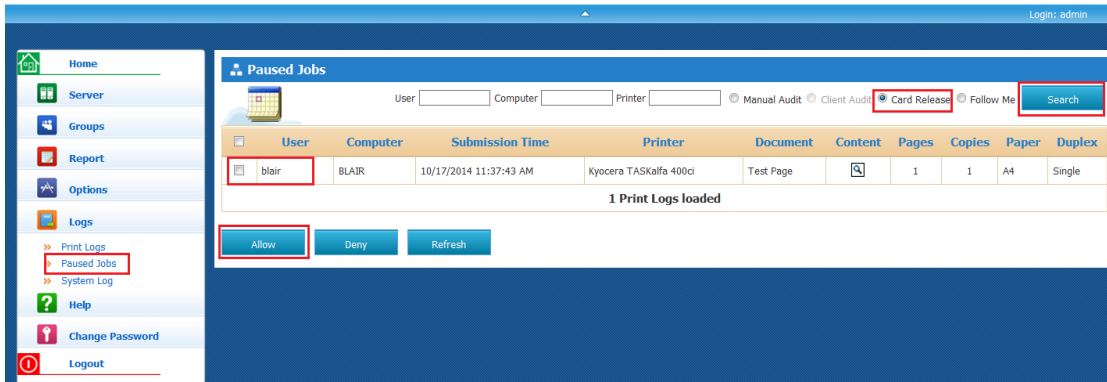 Login: admin
Home
Server
Groups
Report
Options
Logs
Print Logs
Paused Jobs
System Log
Help
Change Password
Logout
Paused Jobs
User Computer Printer Manual Audit Client Audit Card Release Follow Me Search
User Computer Submission Time Printer Document Content Pages Copies Paper Duplex
blair BLAIR 10/17/2014 11:37:43 AM Kyocera TASKalfa 400ci Test Page 1 1 A4 Single
1 Print Logs loaded
Allow Deny Refresh